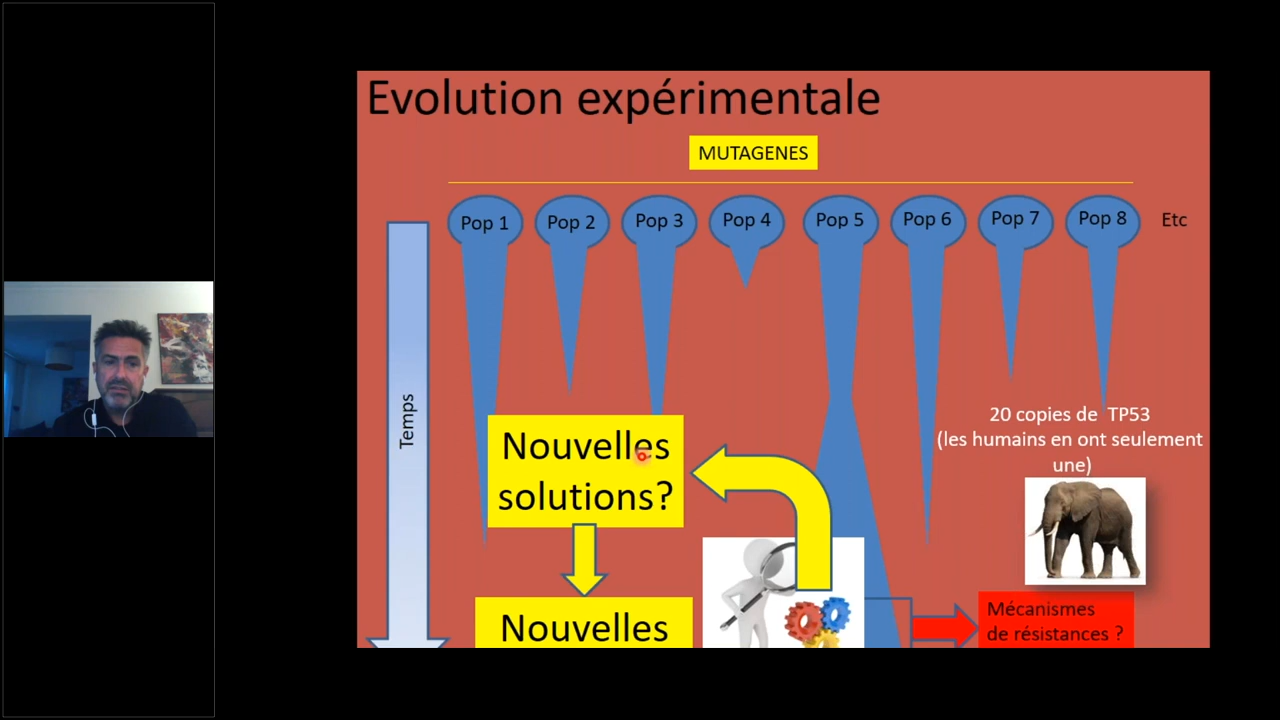 Evolution expérimentale
MUTAGENES
Pop 1
Pop 2
Pop 3
Pop 4
Pop 5
Pop 6
Pop 7
Pop 8
Etc
Temps
20 copies de TP53
(les humains en ont seulement
une)
Nouvelles
solutions?
Nouvelles
Mécanismes
de résistances ?